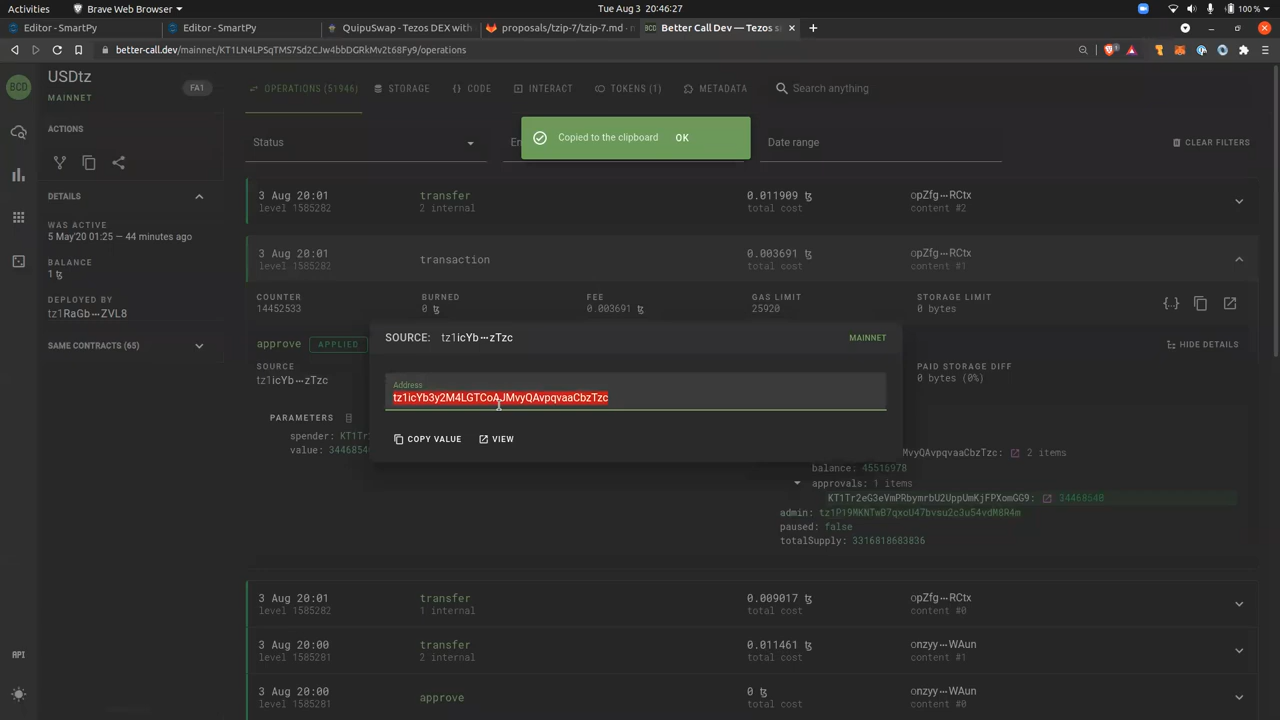 Activities
Brave Web Browser
Tue Aug 3 20:46:27
100 %
Editor - SmartPy
Editor - SmartPy
QuipuSwap - Tezos DEX with
proposals/tzip-7/tzip-7.md · n
BCD Better Call Dev — Tezos s
better-call.dev/mainnet/KT1LN4LPSqTMS7Sd2CJw4bbDGRkMv2t68Fy9/operations
BCD
USDtz
MAINNET
FA1
OPERATIONS (51946)
STORAGE
CODE
INTERACT
TOKENS (1)
METADATA
Search anything
ACTIONS
Copied to the clipboard OK
Status
Date range
CLEAR FILTERS
DETAILS
WAS ACTIVE
5 May'20 01:25 — 44 minutes ago
BALANCE
1 ꜩ
DEPLOYED BY
tz1RaGb···ZVL8
SAME CONTRACTS (65)
3 Aug 20:01 transfer 0.011909 ꜩ opZfg···RCtx
level 1585282 2 internal total cost content #2
3 Aug 20:01 transaction 0.003691 ꜩ opZfg···RCtx
level 1585282 total cost content #1
COUNTER BURNED FEE GAS LIMIT STORAGE LIMIT
14452533 0 ꜩ 0.003691 ꜩ 25920 0 bytes
approve APPLIED
HIDE DETAILS
SOURCE
tz1icYb···zTzc
PAID STORAGE DIFF
0 bytes (0%)
PARAMETERS
spender: KT1Tr
value: 344685
SOURCE: tz1icYb···zTzc MAINNET
Address
tz1icYb3y2M4LGTCoAJMvyQAvpqvaaCbzTzc
COPY VALUE VIEW
MvyQAvpqvaaCbzTzc: 2 items
balance: 45516978
approvals: 1 items
KT1Tr2eG3eVmPRbymrbU2UppUmKjFPXomGG9: 34468548
admin: tz1P19MKNTwB7qxoU47bvsu2c3u54vdM8R4m
paused: false
totalSupply: 3316818683836
3 Aug 20:01 transfer 0.009017 ꜩ opZfg···RCtx
level 1585282 1 internal total cost content #0
3 Aug 20:00 transfer 0.011461 ꜩ onzyy···WAun
level 1585281 2 internal total cost content #1
3 Aug 20:00 approve 0 ꜩ onzyy···WAun
level 1585281 total cost content #0
API